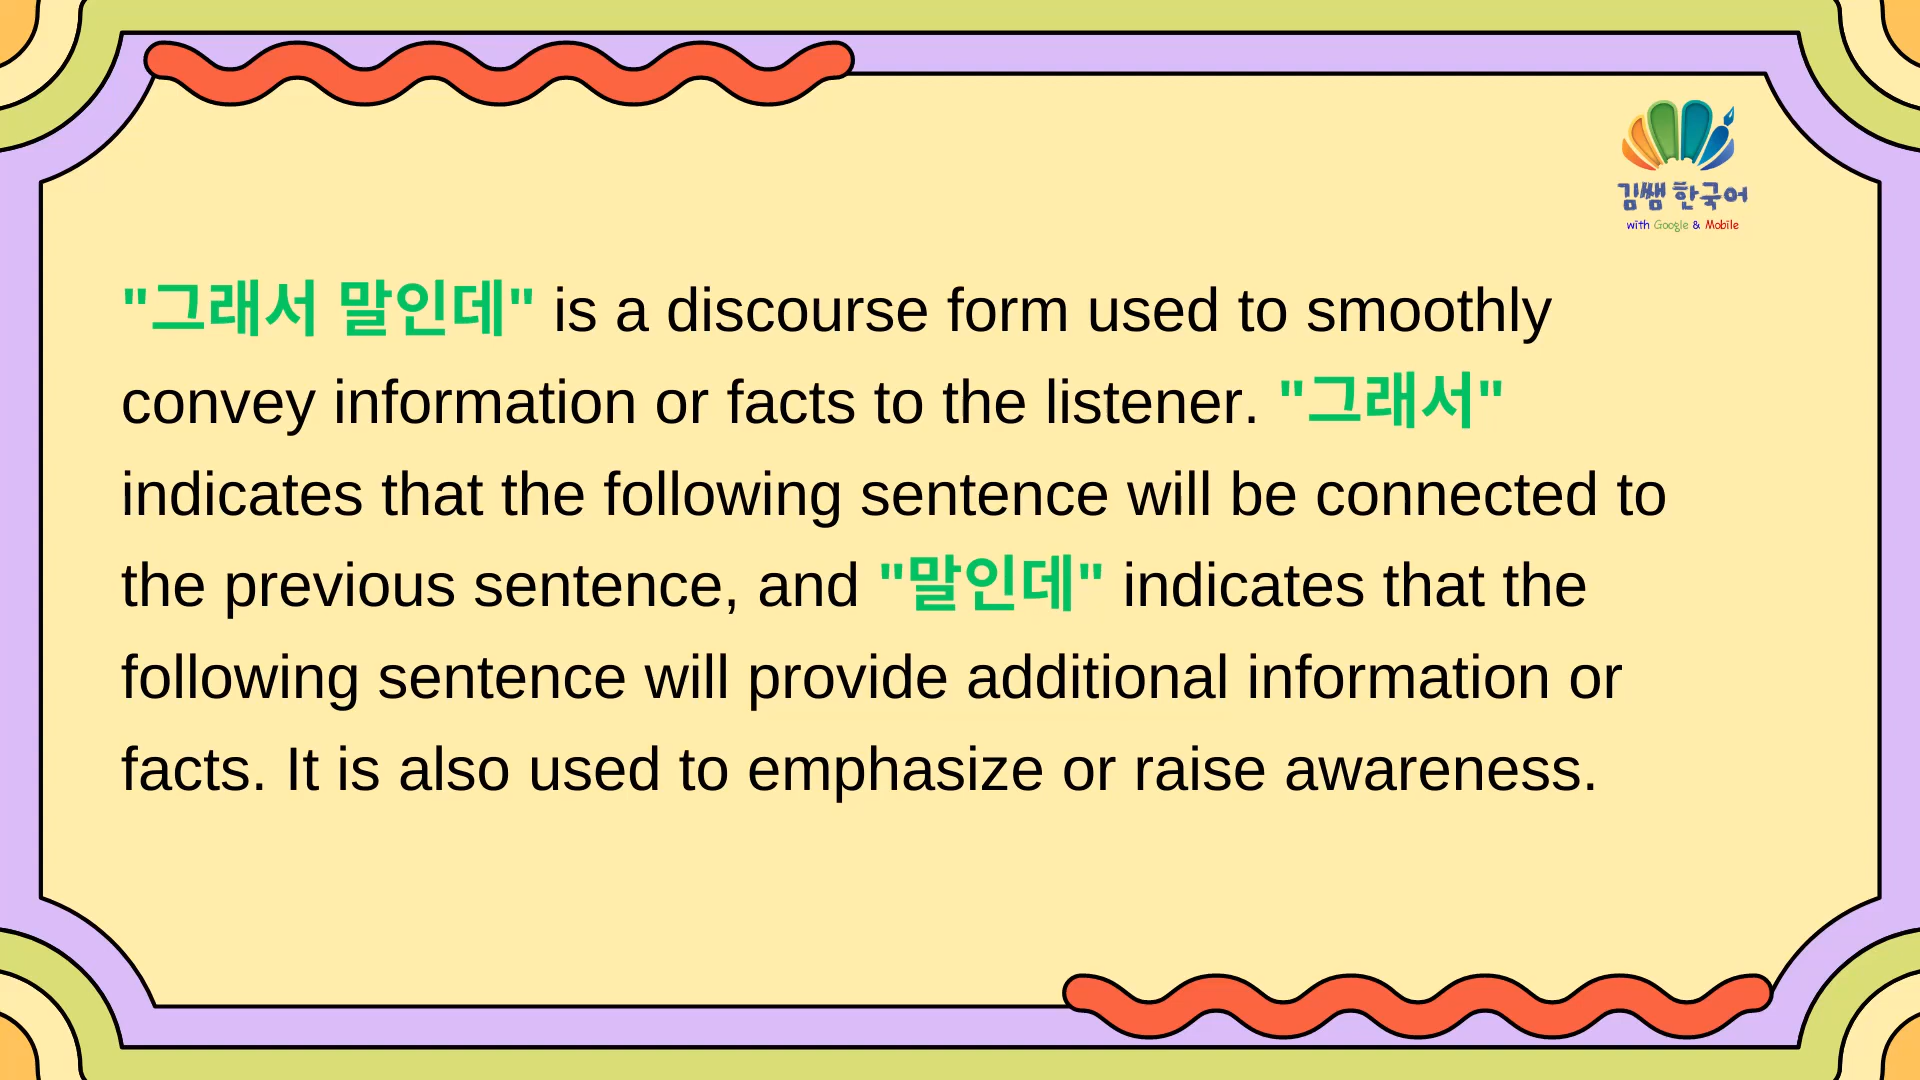 김쌤 한국어
with Google & Mobile
"그래서 말인데" is a discourse form used to smoothly
convey information or facts to the listener. "그래서"
indicates that the following sentence will be connected to
the previous sentence, and "말인데" indicates that the
following sentence will provide additional information or
facts. It is also used to emphasize or raise awareness.